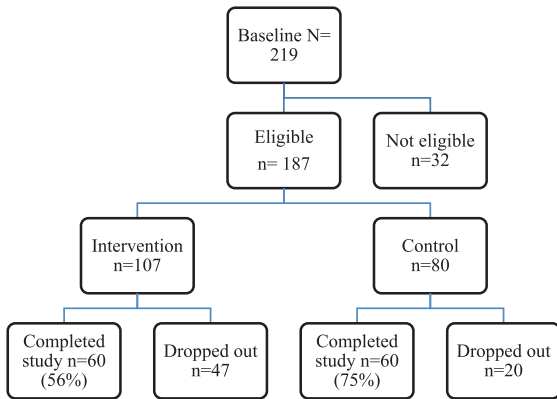 Baseline N=
219
Eligible
n= 187
Not eligible
n=32
Intervention
n=107
Control
n=80
Completed
study n=60
(56%)
Dropped out
n=47
Completed
study n=60
(75%)
Dropped out
n=20